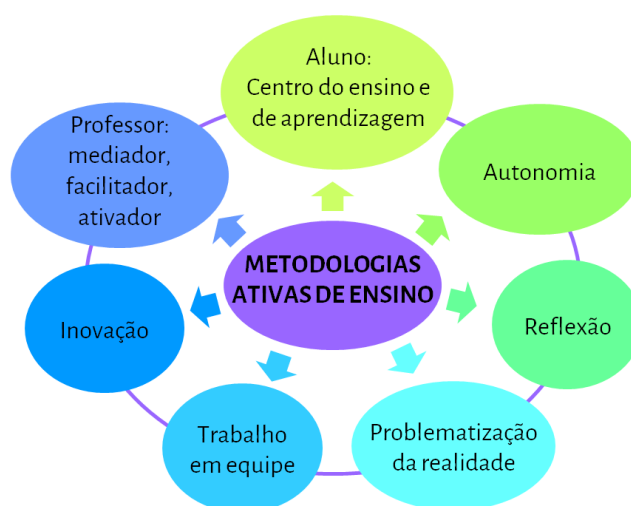 Aluno:
Centro do ensino e
de aprendizagem
Professor:
mediador,
facilitador,
ativador
Autonomia
METODOLOGIAS
ATIVAS DE ENSINO
Inovação
Reflexão
Trabalho
em equipe
Problematização
da realidade